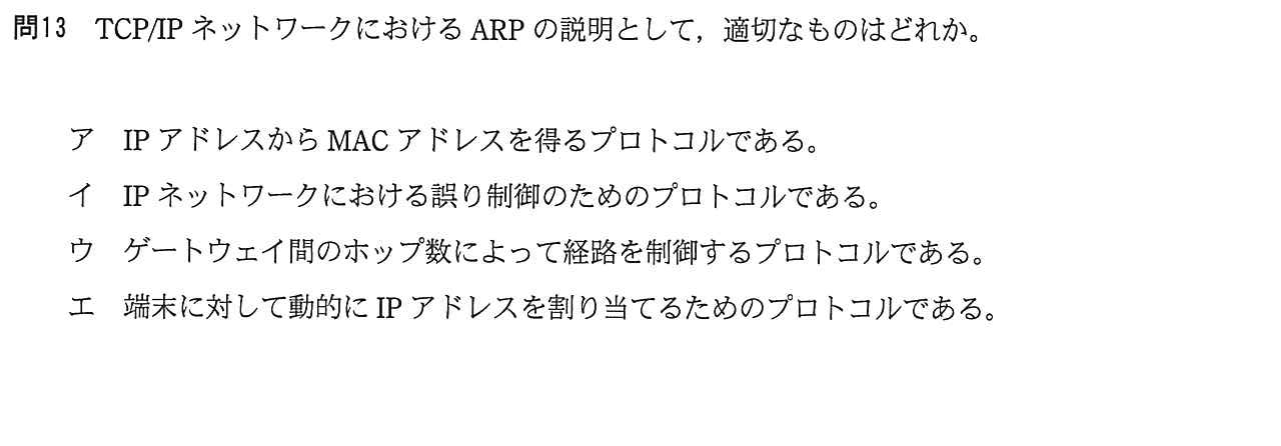 問13 TCP/IP ネットワークにおける ARP の説明として，適切なものはどれか。
ア IP アドレスから MAC アドレスを得るプロトコルである。
イ IP ネットワークにおける誤り制御のためのプロトコルである。
ウ ゲートウェイ間のホップ数によって経路を制御するプロトコルである。
エ 端末に対して動的に IP アドレスを割り当てるためのプロトコルである。